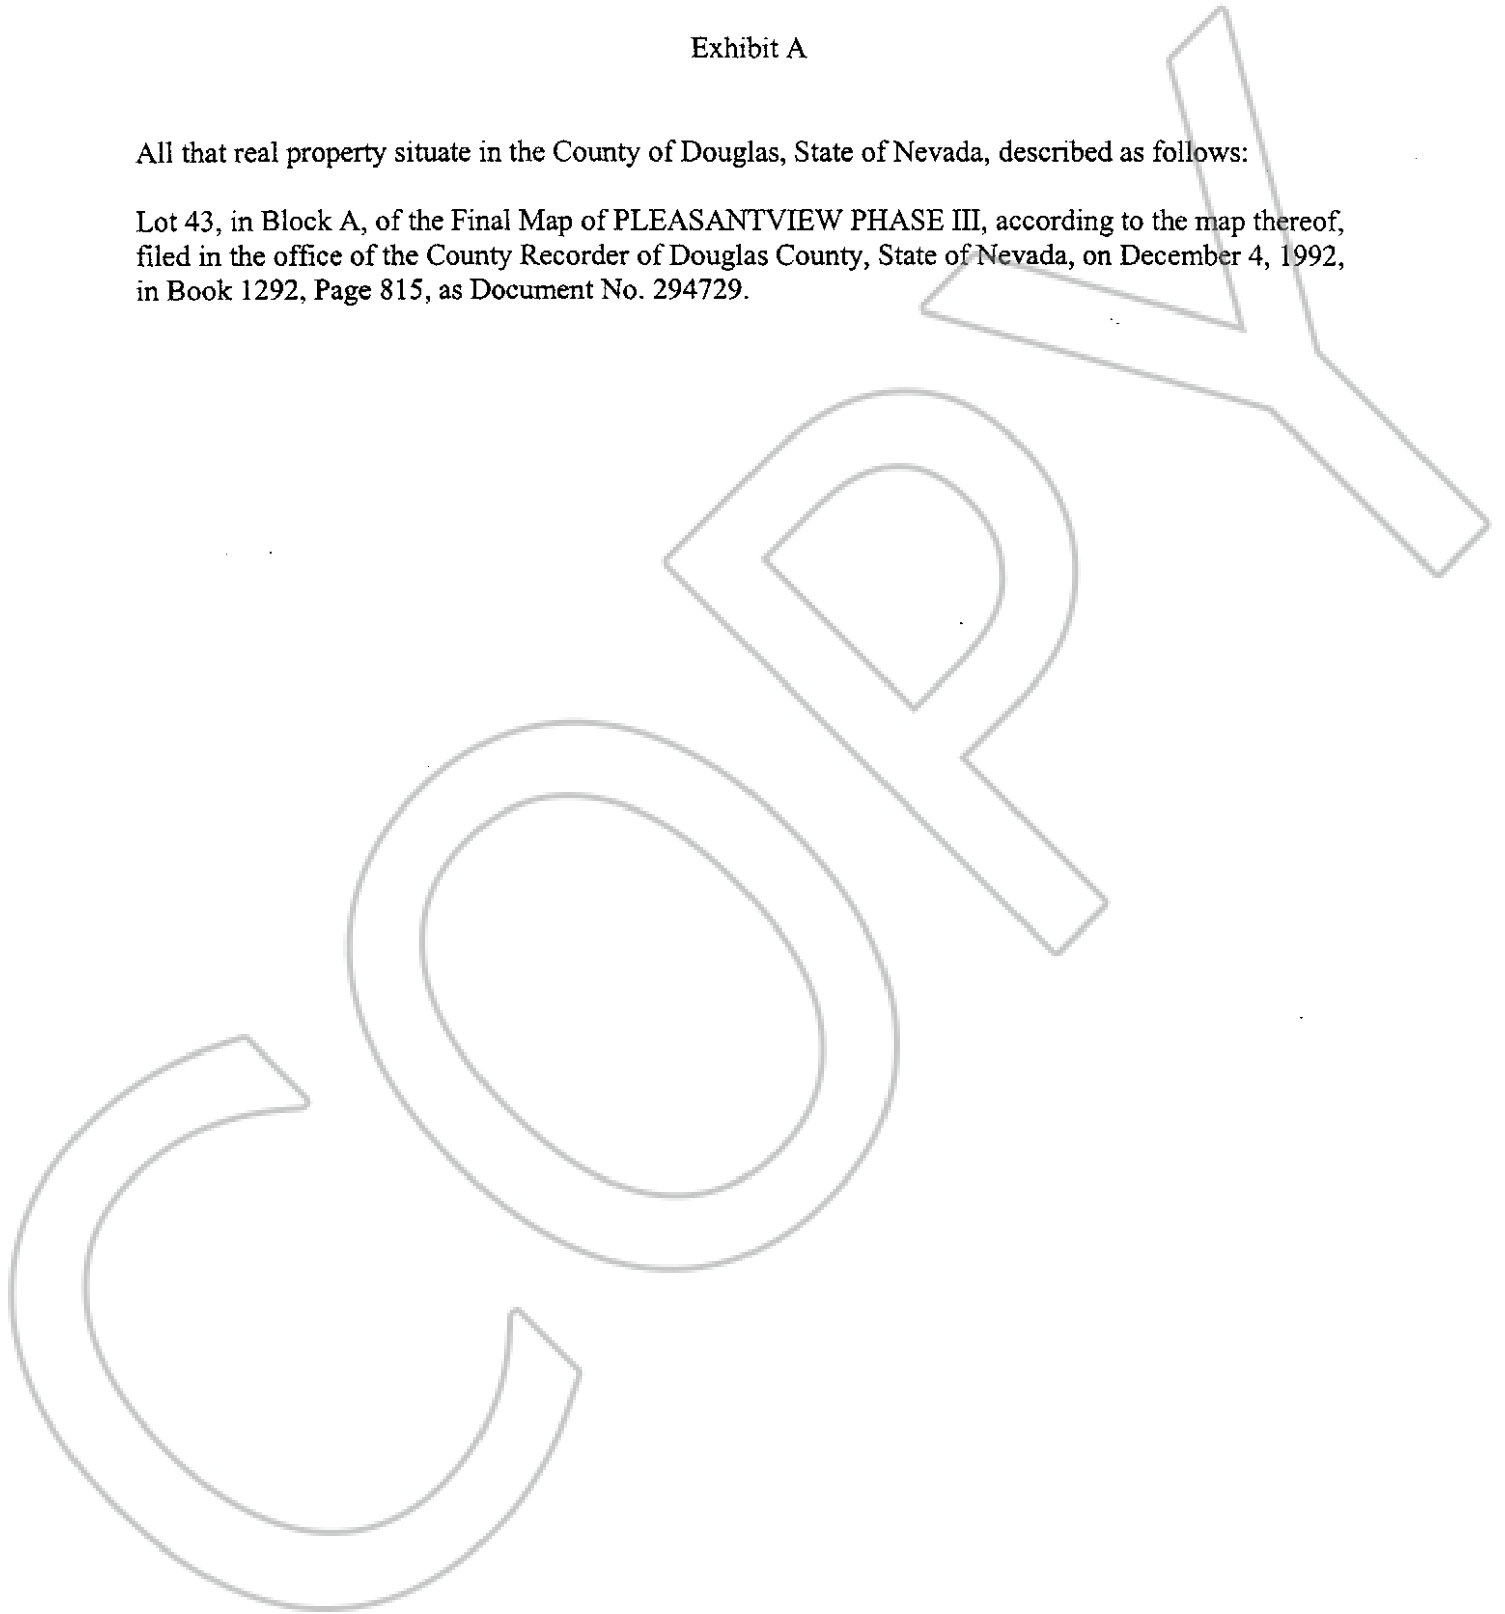 Exhibit A
All that real property situate in the County of Douglas, State of Nevada, described as follows:
Lot 43, in Block A, of the Final Map of PLEASANTVIEW PHASE III, according to the map thereof,
filed in the office of the County Recorder of Douglas County, State of Nevada, on December 4, 1992,
in Book 1292, Page 815, as Document No. 294729.
COPY